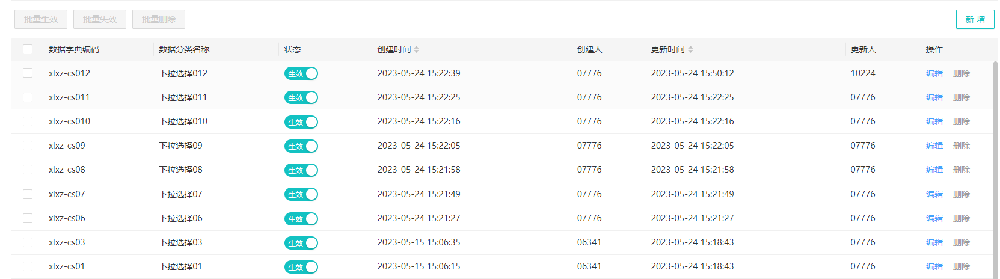 批量生效 批量失效 批量删除 新 增
数据字典编码 数据分类名称 状态 创建时间 创建人 更新时间 更新人 操作
xlxz-cs012 下拉选择012 生效 2023-05-24 15:22:39 07776 2023-05-24 15:50:12 10224 编辑 删除
xlxz-cs011 下拉选择011 生效 2023-05-24 15:22:25 07776 2023-05-24 15:22:25 07776 编辑 删除
xlxz-cs010 下拉选择010 生效 2023-05-24 15:22:16 07776 2023-05-24 15:22:16 07776 编辑 删除
xlxz-cs09 下拉选择09 生效 2023-05-24 15:22:05 07776 2023-05-24 15:22:05 07776 编辑 删除
xlxz-cs08 下拉选择08 生效 2023-05-24 15:21:58 07776 2023-05-24 15:21:58 07776 编辑 删除
xlxz-cs07 下拉选择07 生效 2023-05-24 15:21:49 07776 2023-05-24 15:21:49 07776 编辑 删除
xlxz-cs06 下拉选择06 生效 2023-05-24 15:21:27 07776 2023-05-24 15:21:27 07776 编辑 删除
xlxz-cs03 下拉选择03 生效 2023-05-15 15:06:35 06341 2023-05-24 15:18:43 07776 编辑 删除
xlxz-cs01 下拉选择01 生效 2023-05-15 15:06:15 06341 2023-05-24 15:18:43 07776 编辑 删除